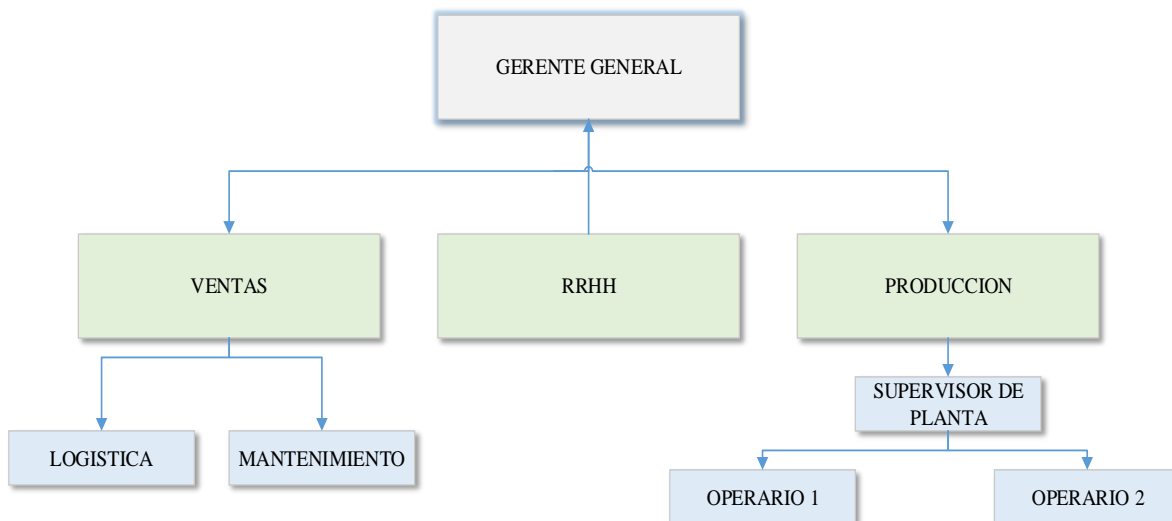 GERENTE GENERAL
VENTAS
RRHH
PRODUCCION
SUPERVISOR DE
PLANTA
LOGISTICA
MANTENIMIENTO
OPERARIO 1
OPERARIO 2